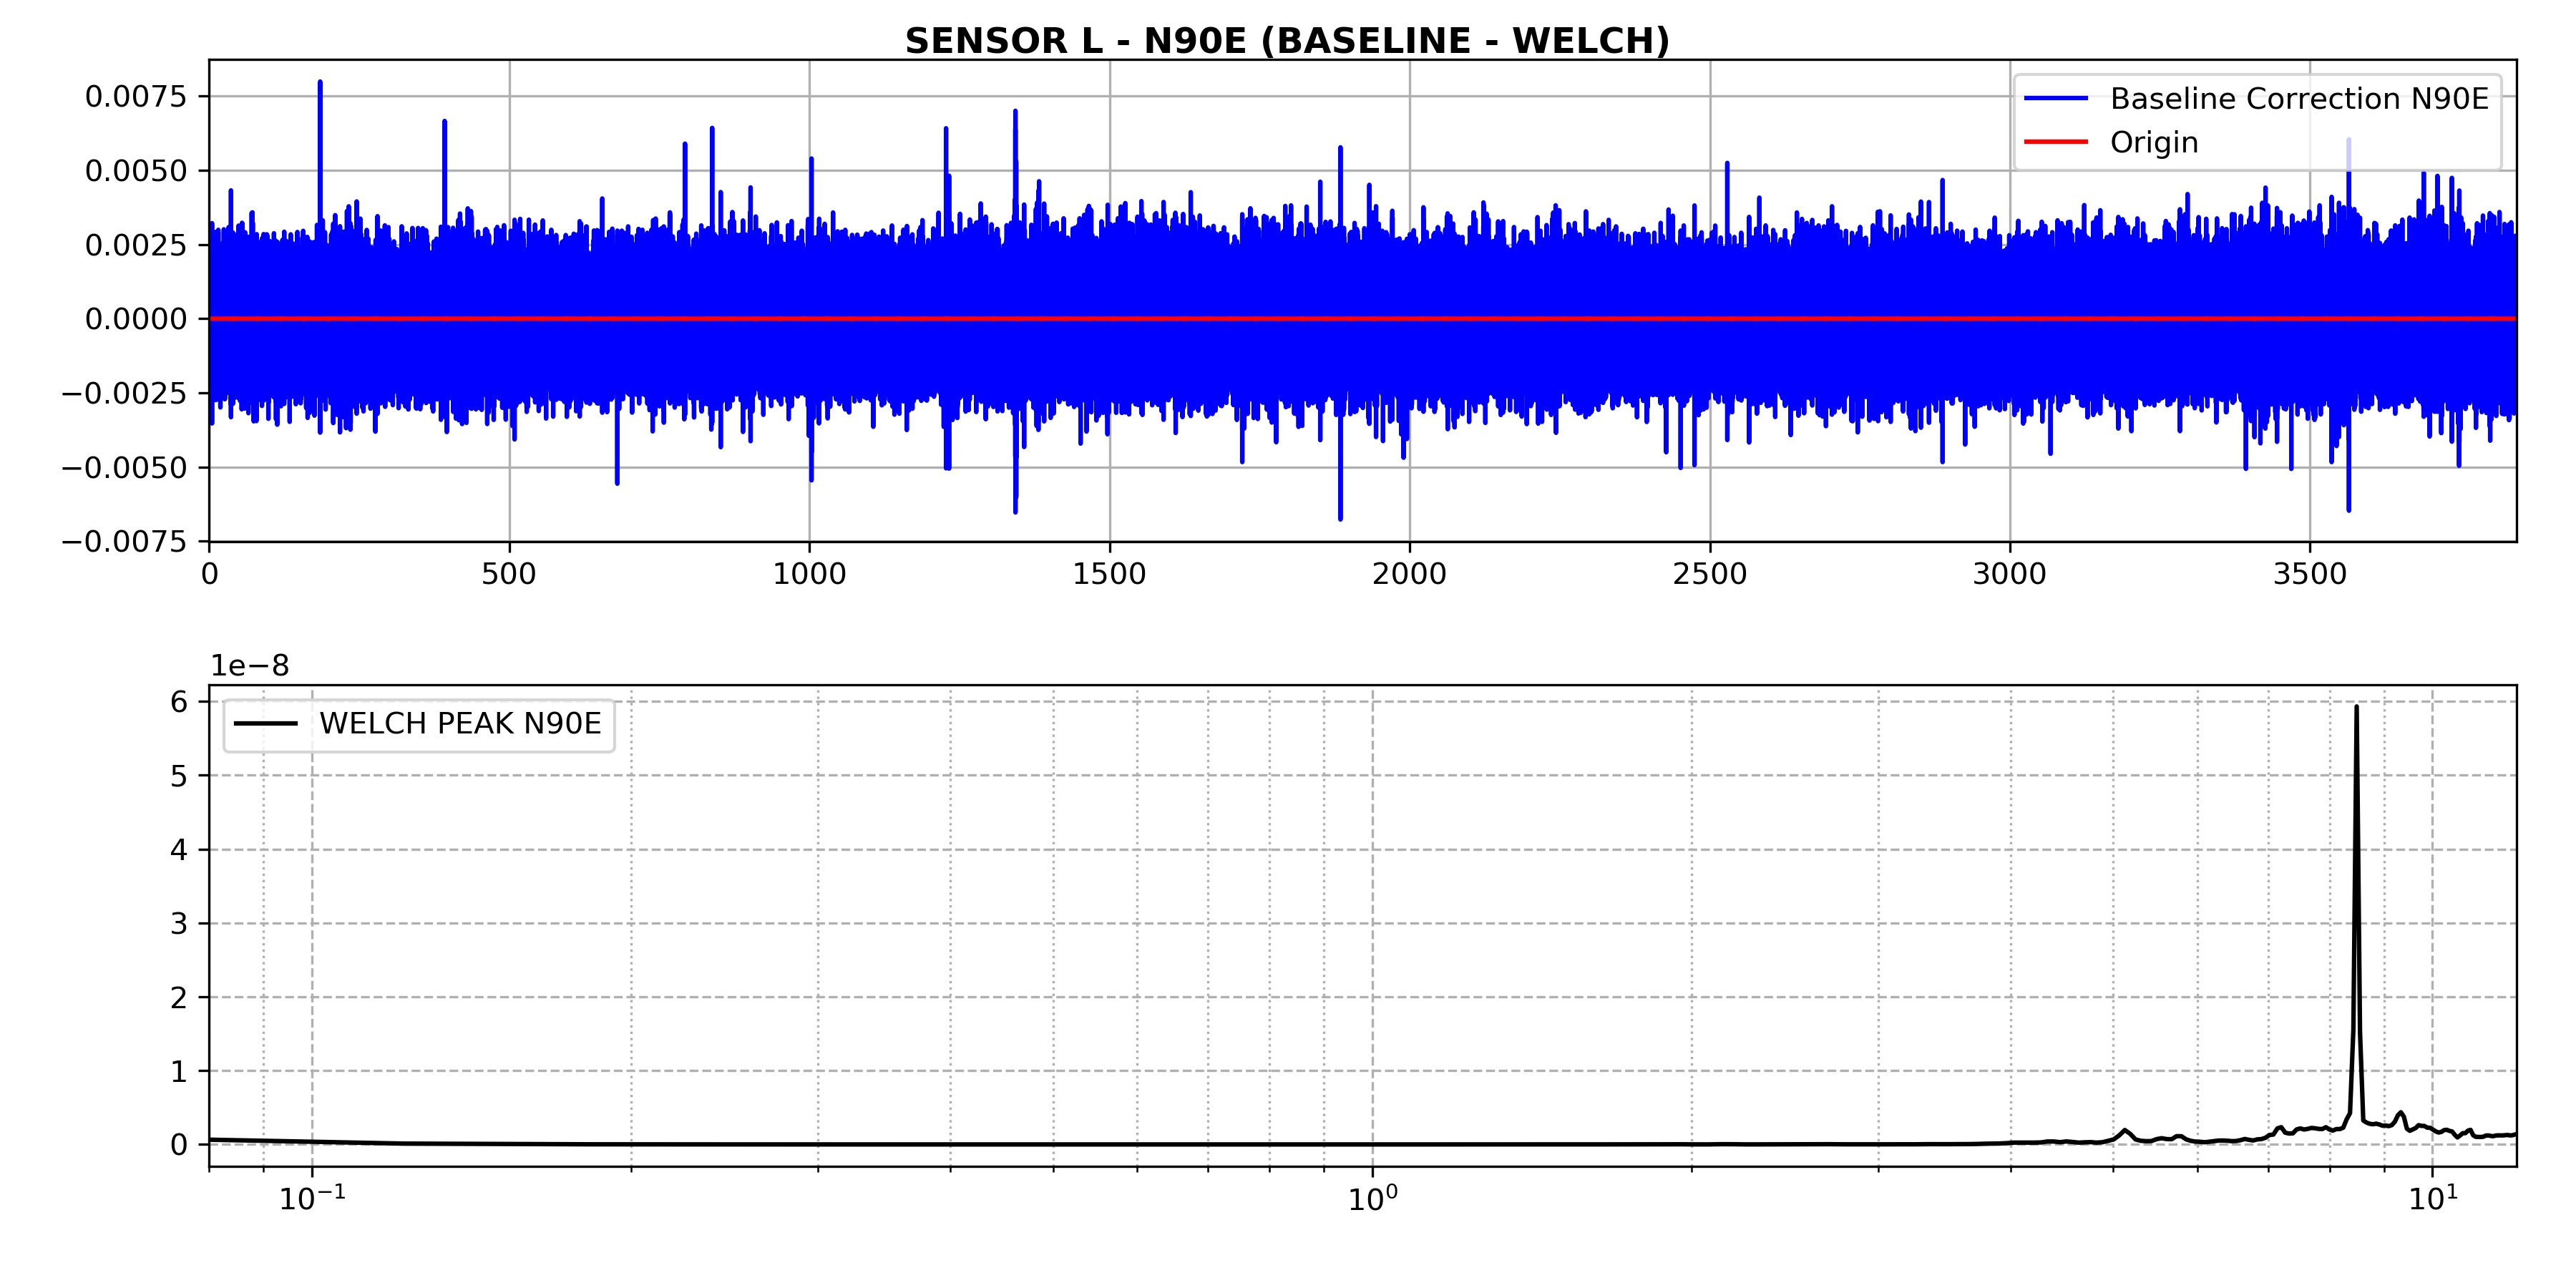 SENSOR L - N90E (BASELINE - WELCH)
0.0075
0.0050
0.0025
0.0000
−0.0025
−0.0050
−0.0075
Baseline Correction N90E
Origin
0 500 1000 1500 2000 2500 3000 3500
1e−8
6
5
4
3
2
1
0
WELCH PEAK N90E
10⁻¹ 10⁰ 10¹